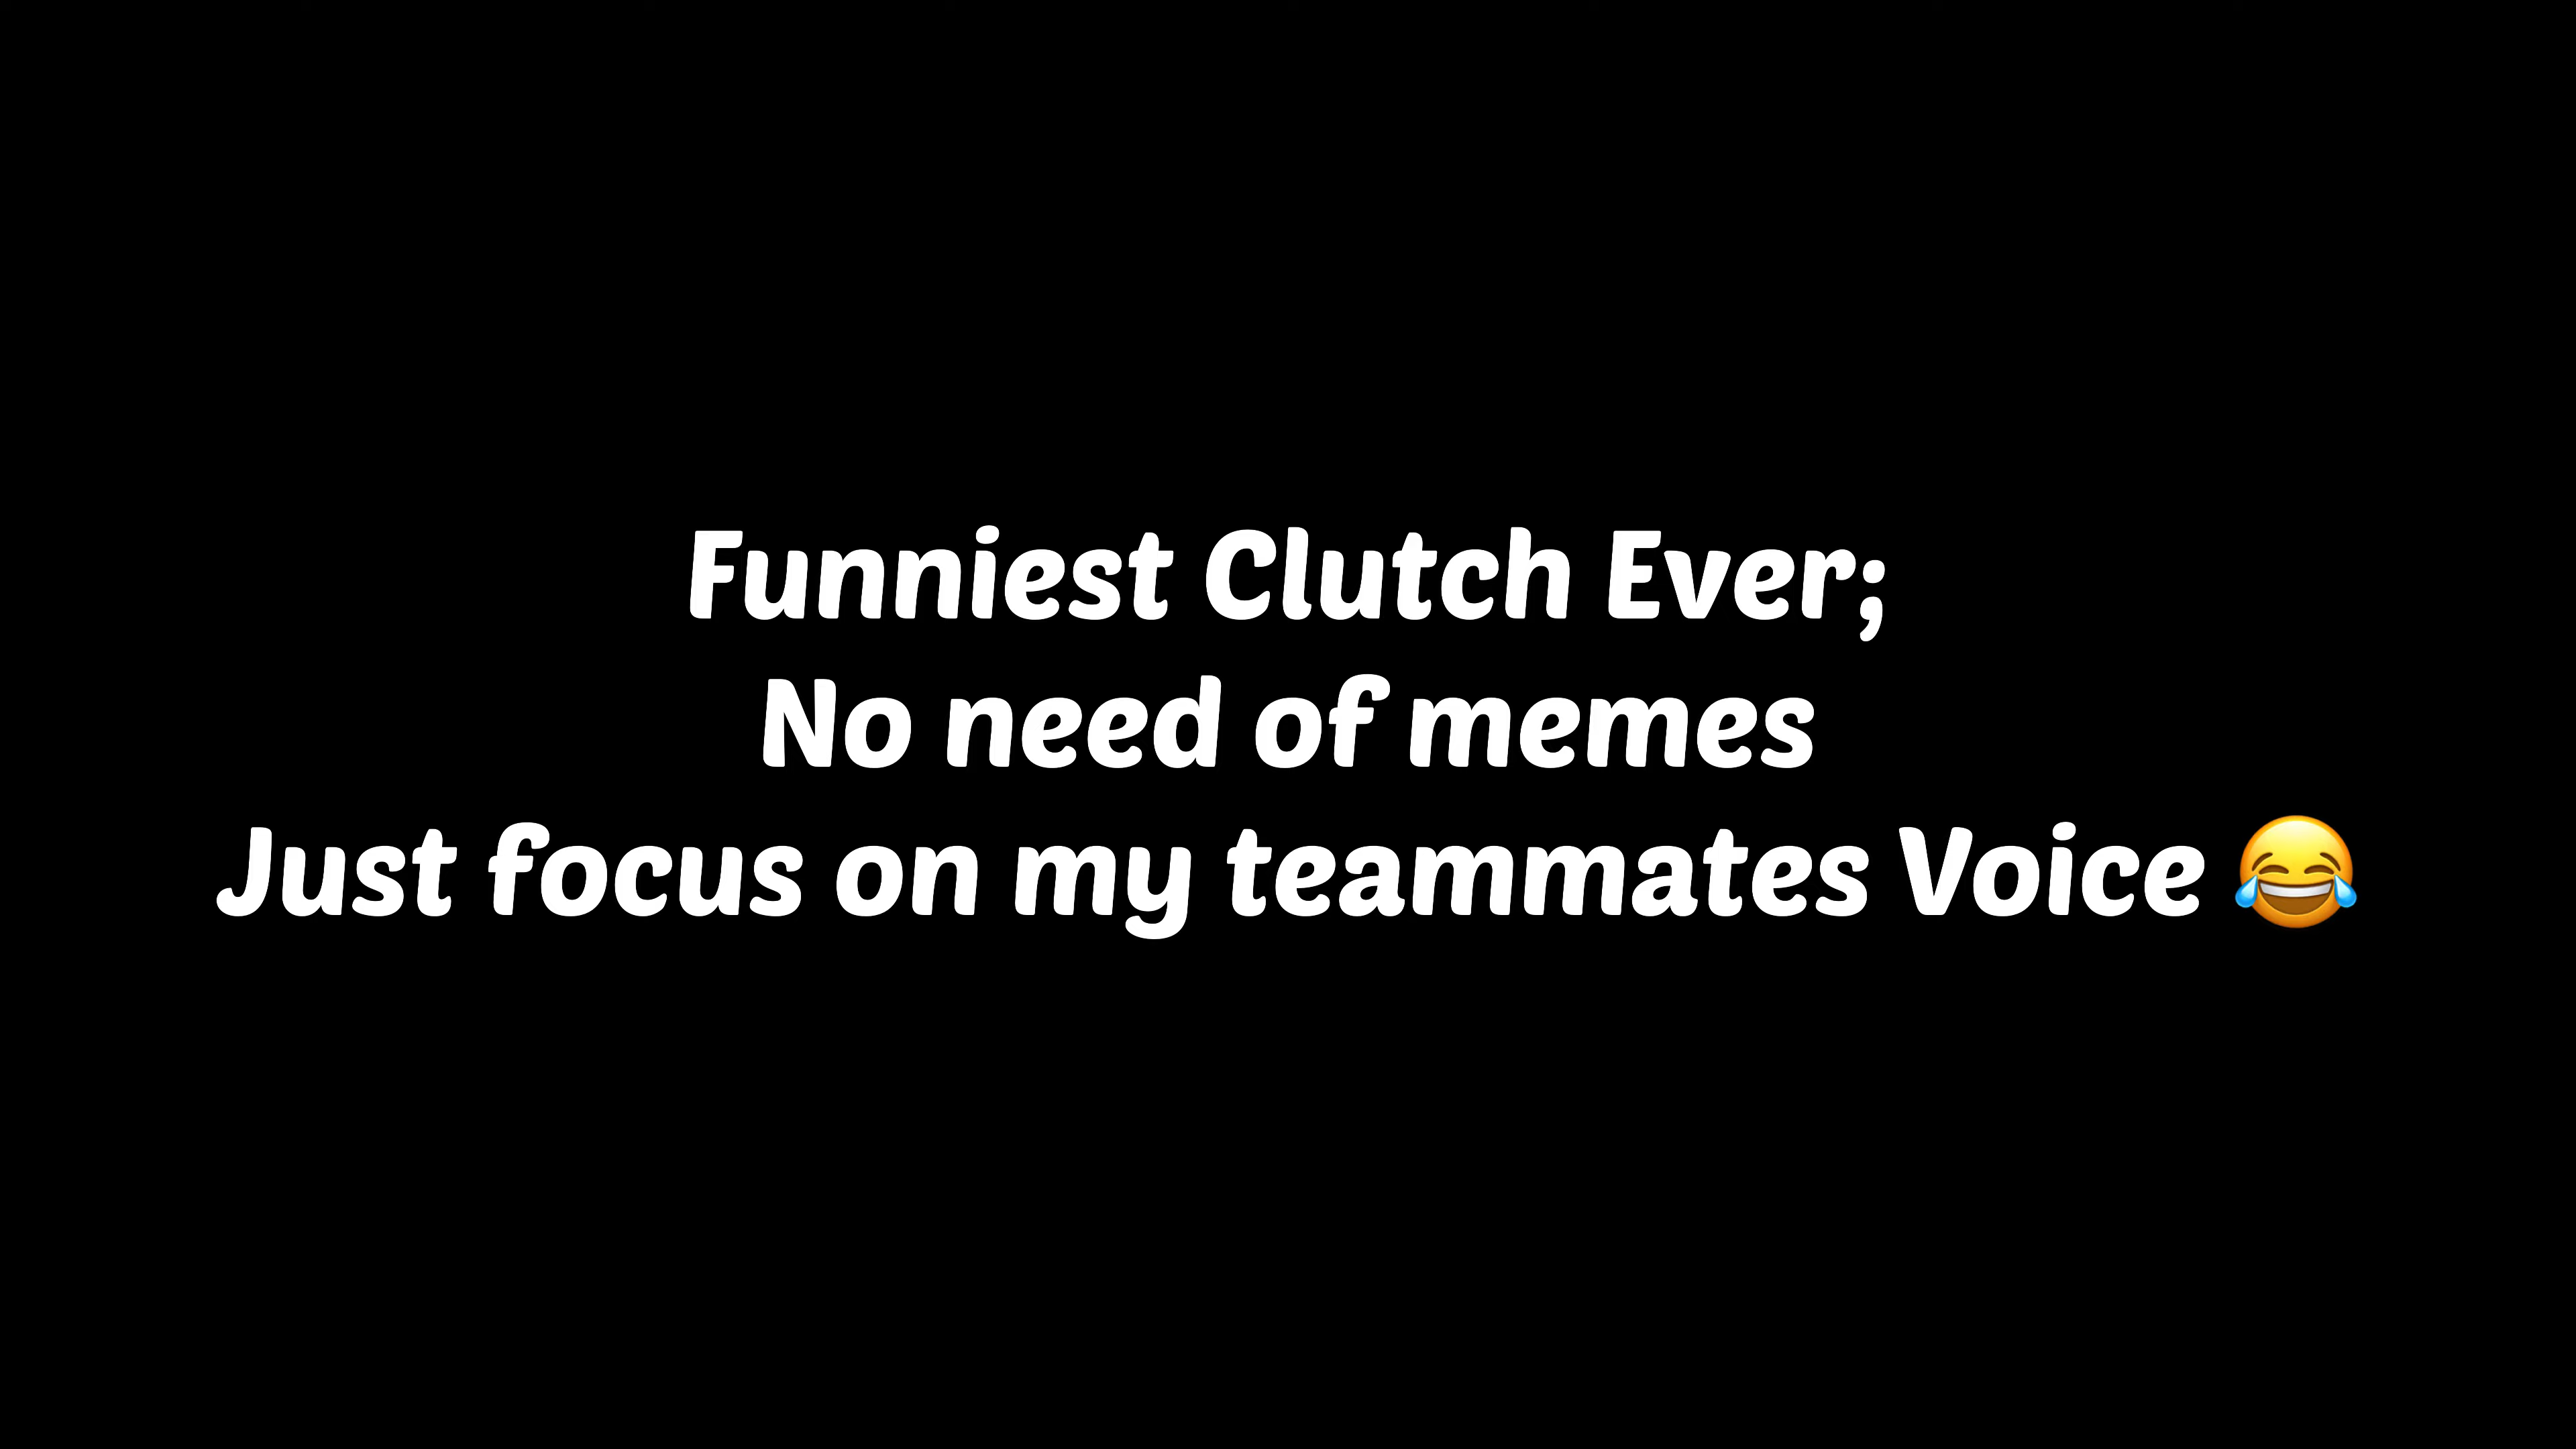 Funniest Clutch Ever;
No need of memes
Just focus on my teammates Voice 😂